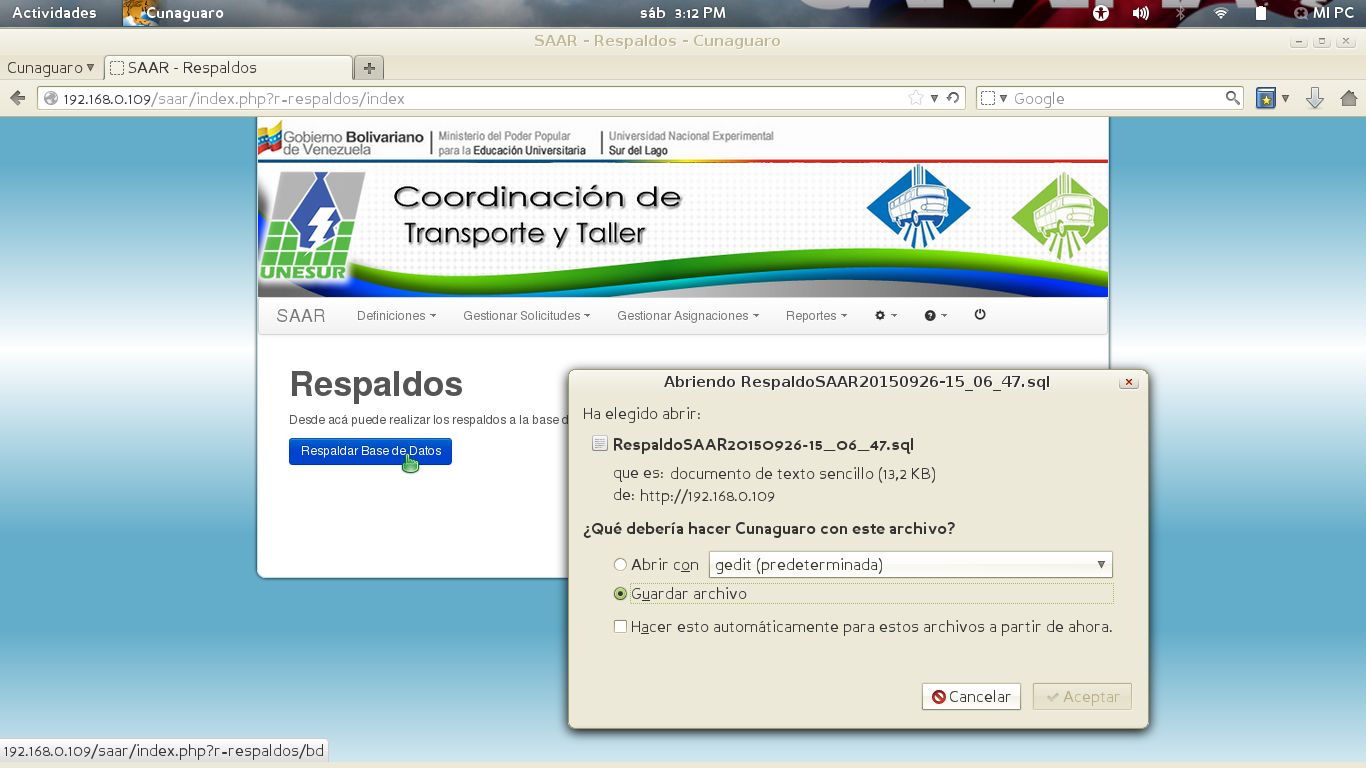 Actividades Cunaguaro sáb 3:12 PM MI PC
SAAR - Respaldos - Cunaguaro
Cunaguaro SAAR - Respaldos
192.168.0.109/saar/index.php?r=respaldos/index Google
Gobierno Bolivariano
de Venezuela
Ministerio del Poder Popular
para la Educación Universitaria
Universidad Nacional Experimental
Sur del Lago
Coordinación de
Transporte y Taller
UNESUR
SAAR Definiciones Gestionar Solicitudes Gestionar Asignaciones Reportes
Respaldos
Desde acá puede realizar los respaldos a la base d
Respaldar Base de Datos
Abriendo RespaldoSAAR20150926-15_06_47.sql
Ha elegido abrir:
RespaldoSAAR20150926-15_06_47.sql
que es: documento de texto sencillo (13,2 KB)
de: http://192.168.0.109
¿Qué debería hacer Cunaguaro con este archivo?
Abrir con gedit (predeterminada)
Guardar archivo
Hacer esto automáticamente para estos archivos a partir de ahora.
Cancelar Aceptar
192.168.0.109/saar/index.php?r=respaldos/bd